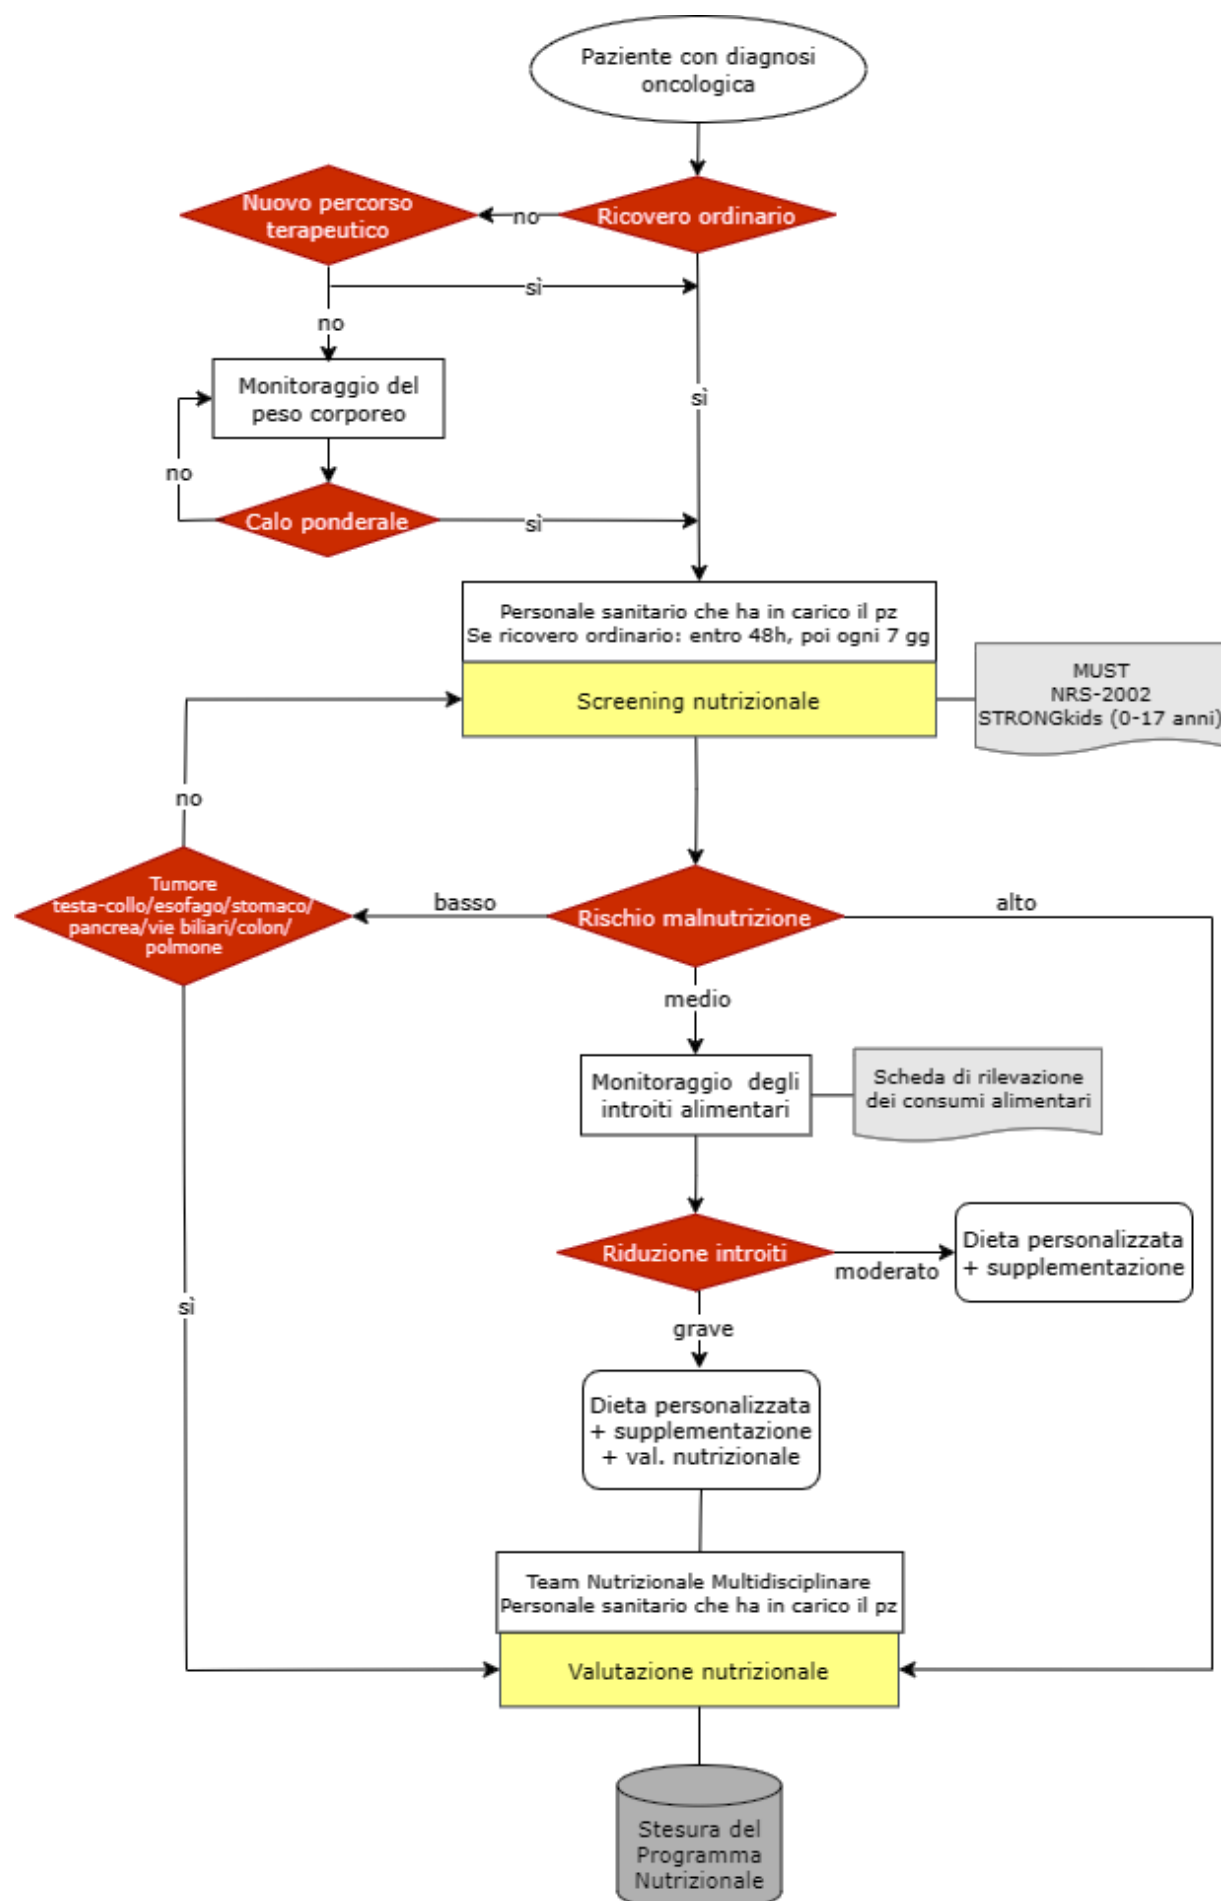 Paziente con diagnosi
oncologica
Nuovo percorso
terapeutico
no
Ricovero ordinario
sì
no
sì
Monitoraggio del
peso corporeo
no
Calo ponderale
sì
Personale sanitario che ha in carico il pz
Se ricovero ordinario: entro 48h, poi ogni 7 gg
Screening nutrizionale
MUST
NRS-2002
STRONGkids (0-17 anni)
no
Tumore
testa-collo/esofago/stomaco/
pancrea/vie biliari/colon/
polmone
basso
Rischio malnutrizione
alto
medio
Monitoraggio degli
introiti alimentari
Scheda di rilevazione
dei consumi alimentari
Riduzione introiti
moderato
Dieta personalizzata
+ supplementazione
sì
grave
Dieta personalizzata
+ supplementazione
+ val. nutrizionale
Team Nutrizionale Multidisciplinare
Personale sanitario che ha in carico il pz
Valutazione nutrizionale
Stesura del
Programma
Nutrizionale